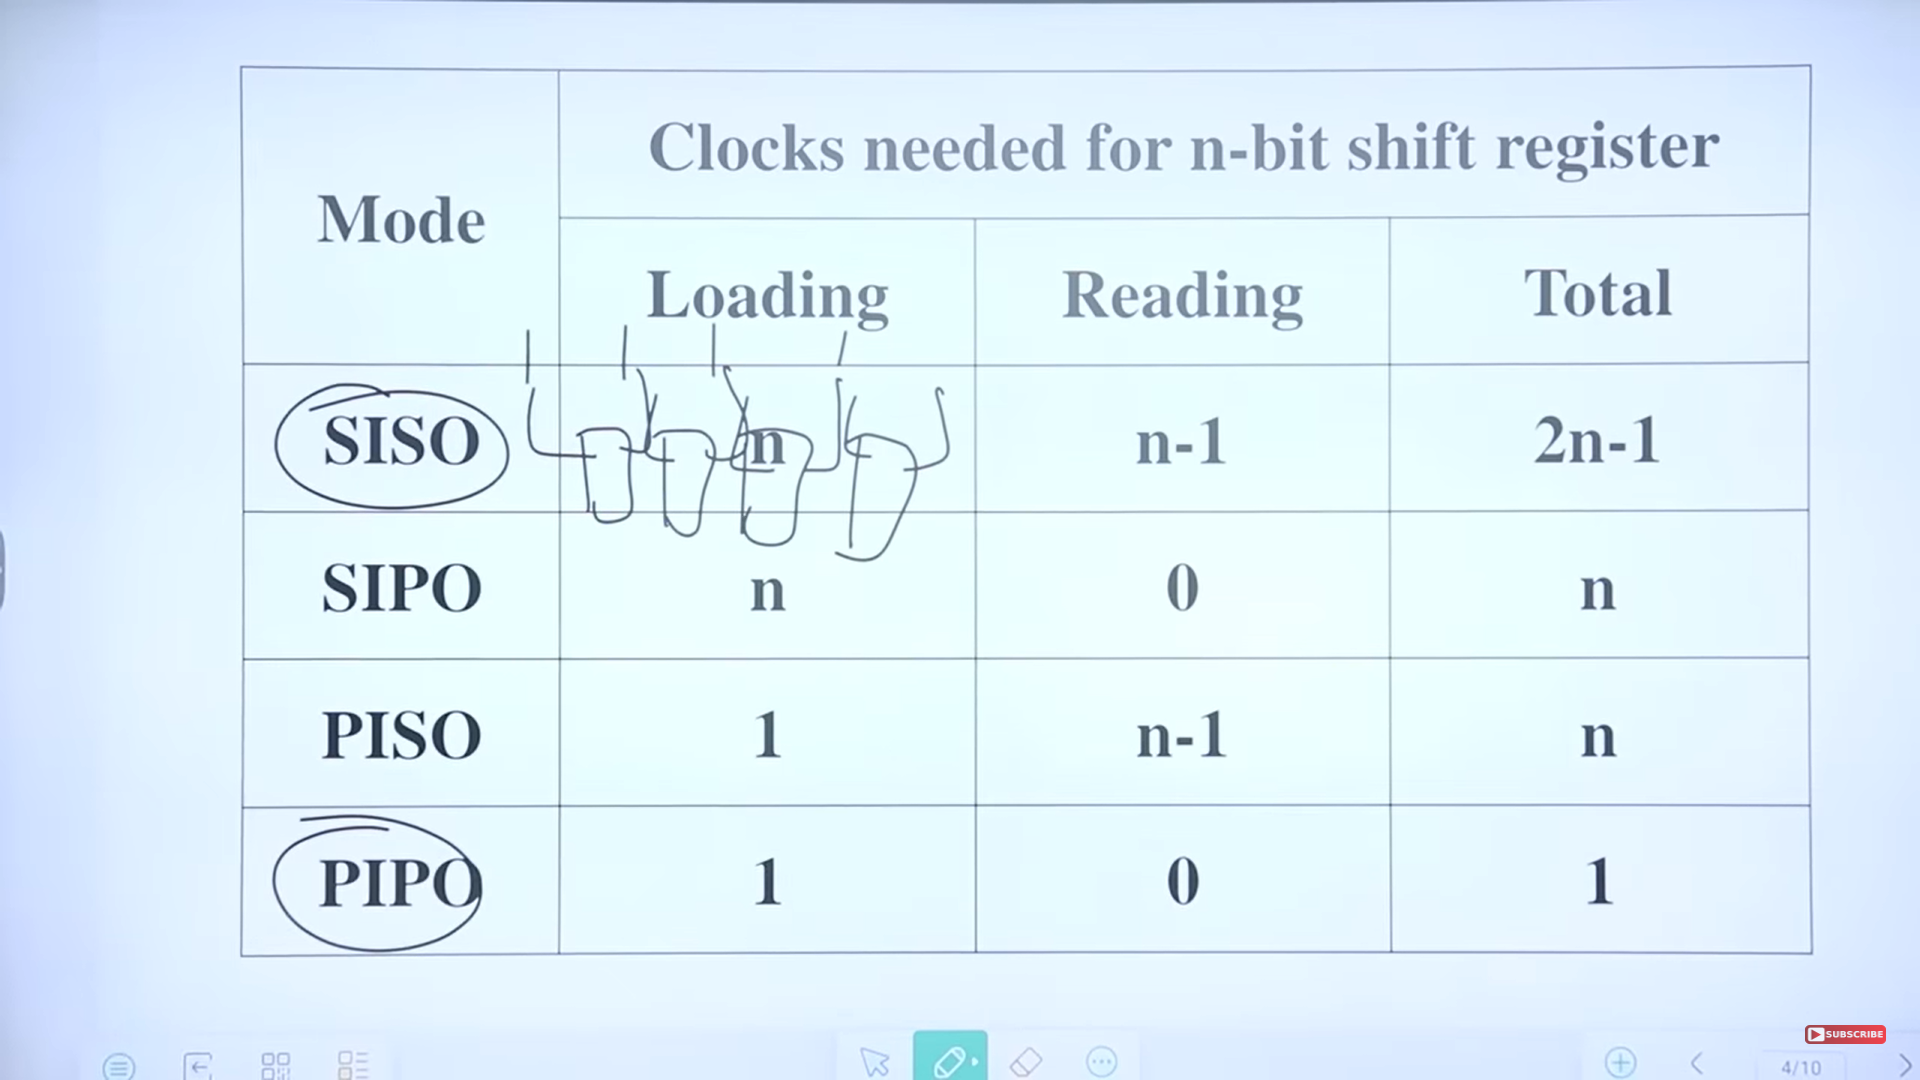 Mode
Clocks needed for n-bit shift register
Loading Reading Total
SISO n n-1 2n-1
SIPO n 0 n
PISO 1 n-1 n
PIPO 1 0 1
SUBSCRIBE
4/10